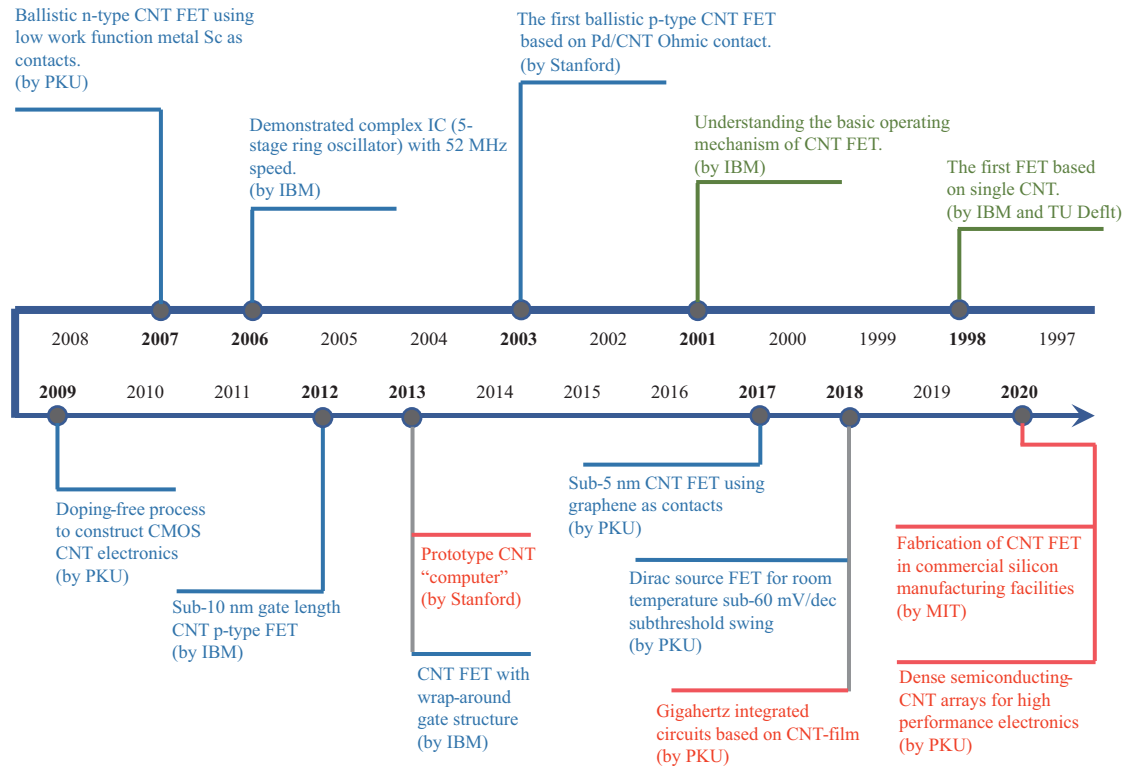 Ballistic n-type CNT FET using
low work function metal Sc as
contacts.
(by PKU)
Demonstrated complex IC (5-
stage ring oscillator) with 52 MHz
speed.
(by IBM)
The first ballistic p-type CNT FET
based on Pd/CNT Ohmic contact.
(by Stanford)
Understanding the basic operating
mechanism of CNT FET.
(by IBM)
The first FET based
on single CNT.
(by IBM and TU Deflt)
2008 2007 2006 2005 2004 2003 2002 2001 2000 1999 1998 1997
2009 2010 2011 2012 2013 2014 2015 2016 2017 2018 2019 2020
Doping-free process
to construct CMOS
CNT electronics
(by PKU)
Sub-10 nm gate length
CNT p-type FET
(by IBM)
Prototype CNT
“computer”
(by Stanford)
CNT FET with
wrap-around
gate structure
(by IBM)
Sub-5 nm CNT FET using
graphene as contacts
(by PKU)
Dirac source FET for room
temperature sub-60 mV/dec
subthreshold swing
(by PKU)
Gigahertz integrated
circuits based on CNT-film
(by PKU)
Fabrication of CNT FET
in commercial silicon
manufacturing facilities
(by MIT)
Dense semiconducting-
CNT arrays for high
performance electronics
(by PKU)